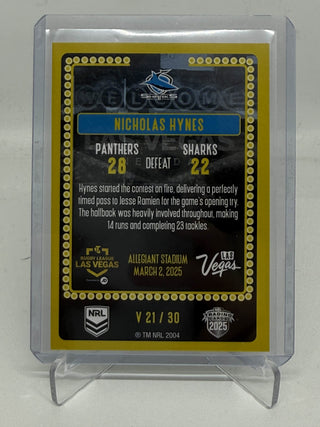 SHARKS
WELCOME
NICHOLAS HYNES
PANTHERS SHARKS
28 DEFEAT 22
Hynes started the contest on fire, delivering a perfectly
timed pass to Jesse Ramien for the game's opening try.
The halfback was heavily involved throughout, making
14 runs and completing 23 tackles.
RUGBY LEAGUE
LAS VEGAS
ALLEGIANT STADIUM
MARCH 2, 2025
LAS
Vegas
NRL
V 21 / 30
® TM NRL 2004
TRADING
CARDS
2025